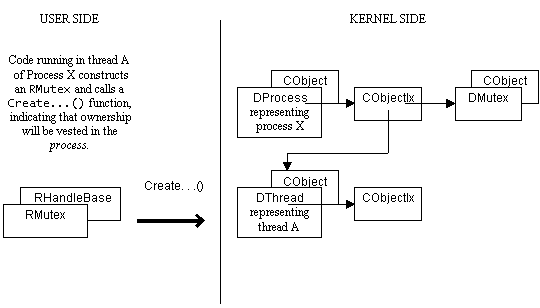 USER SIDE
KERNEL SIDE
Code running in thread A
of Process X constructs
an RMutex and calls a
Create...() function,
indicating that ownership
will be vested in the
process.
CObject
DProcess
representing
process X
CObjectIx
CObject
DMutex
CObject
DThread
representing
thread A
CObjectIx
Create...()
RHandleBase
RMutex